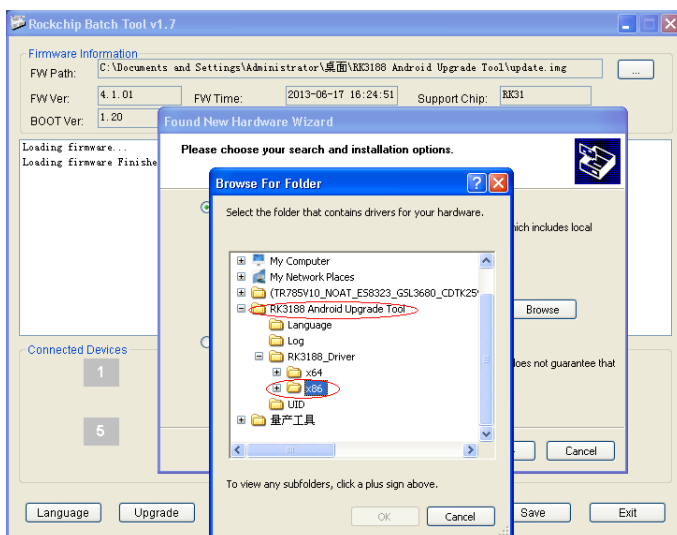 Rockchip Batch Tool v1.7
Firmware Information
FW Path:
C:\Documents and Settings\Administrator\桌面\RK3188 Android Upgrade Tool\update.img
...
FW Ver:
4.1.01
FW Time:
2013-06-17 16:24:51
Support Chip:
RK31
BOOT Ver:
1.20
Loading firmware...
Loading firmware Finishe
Found New Hardware Wizard
Please choose your search and installation options.
Browse For Folder
Select the folder that contains drivers for your hardware.
hich includes local
My Computer
My Network Places
(TR785V10_NOAT_ES8323_GSL3680_CDTK25
RK3188 Android Upgrade Tool
Language
Log
RK3188_Driver
x64
x86
UID
量产工具
Browse
does not guarantee that
Cancel
To view any subfolders, click a plus sign above.
OK
Cancel
Connected Devices
1
5
Language
Upgrade
Save
Exit